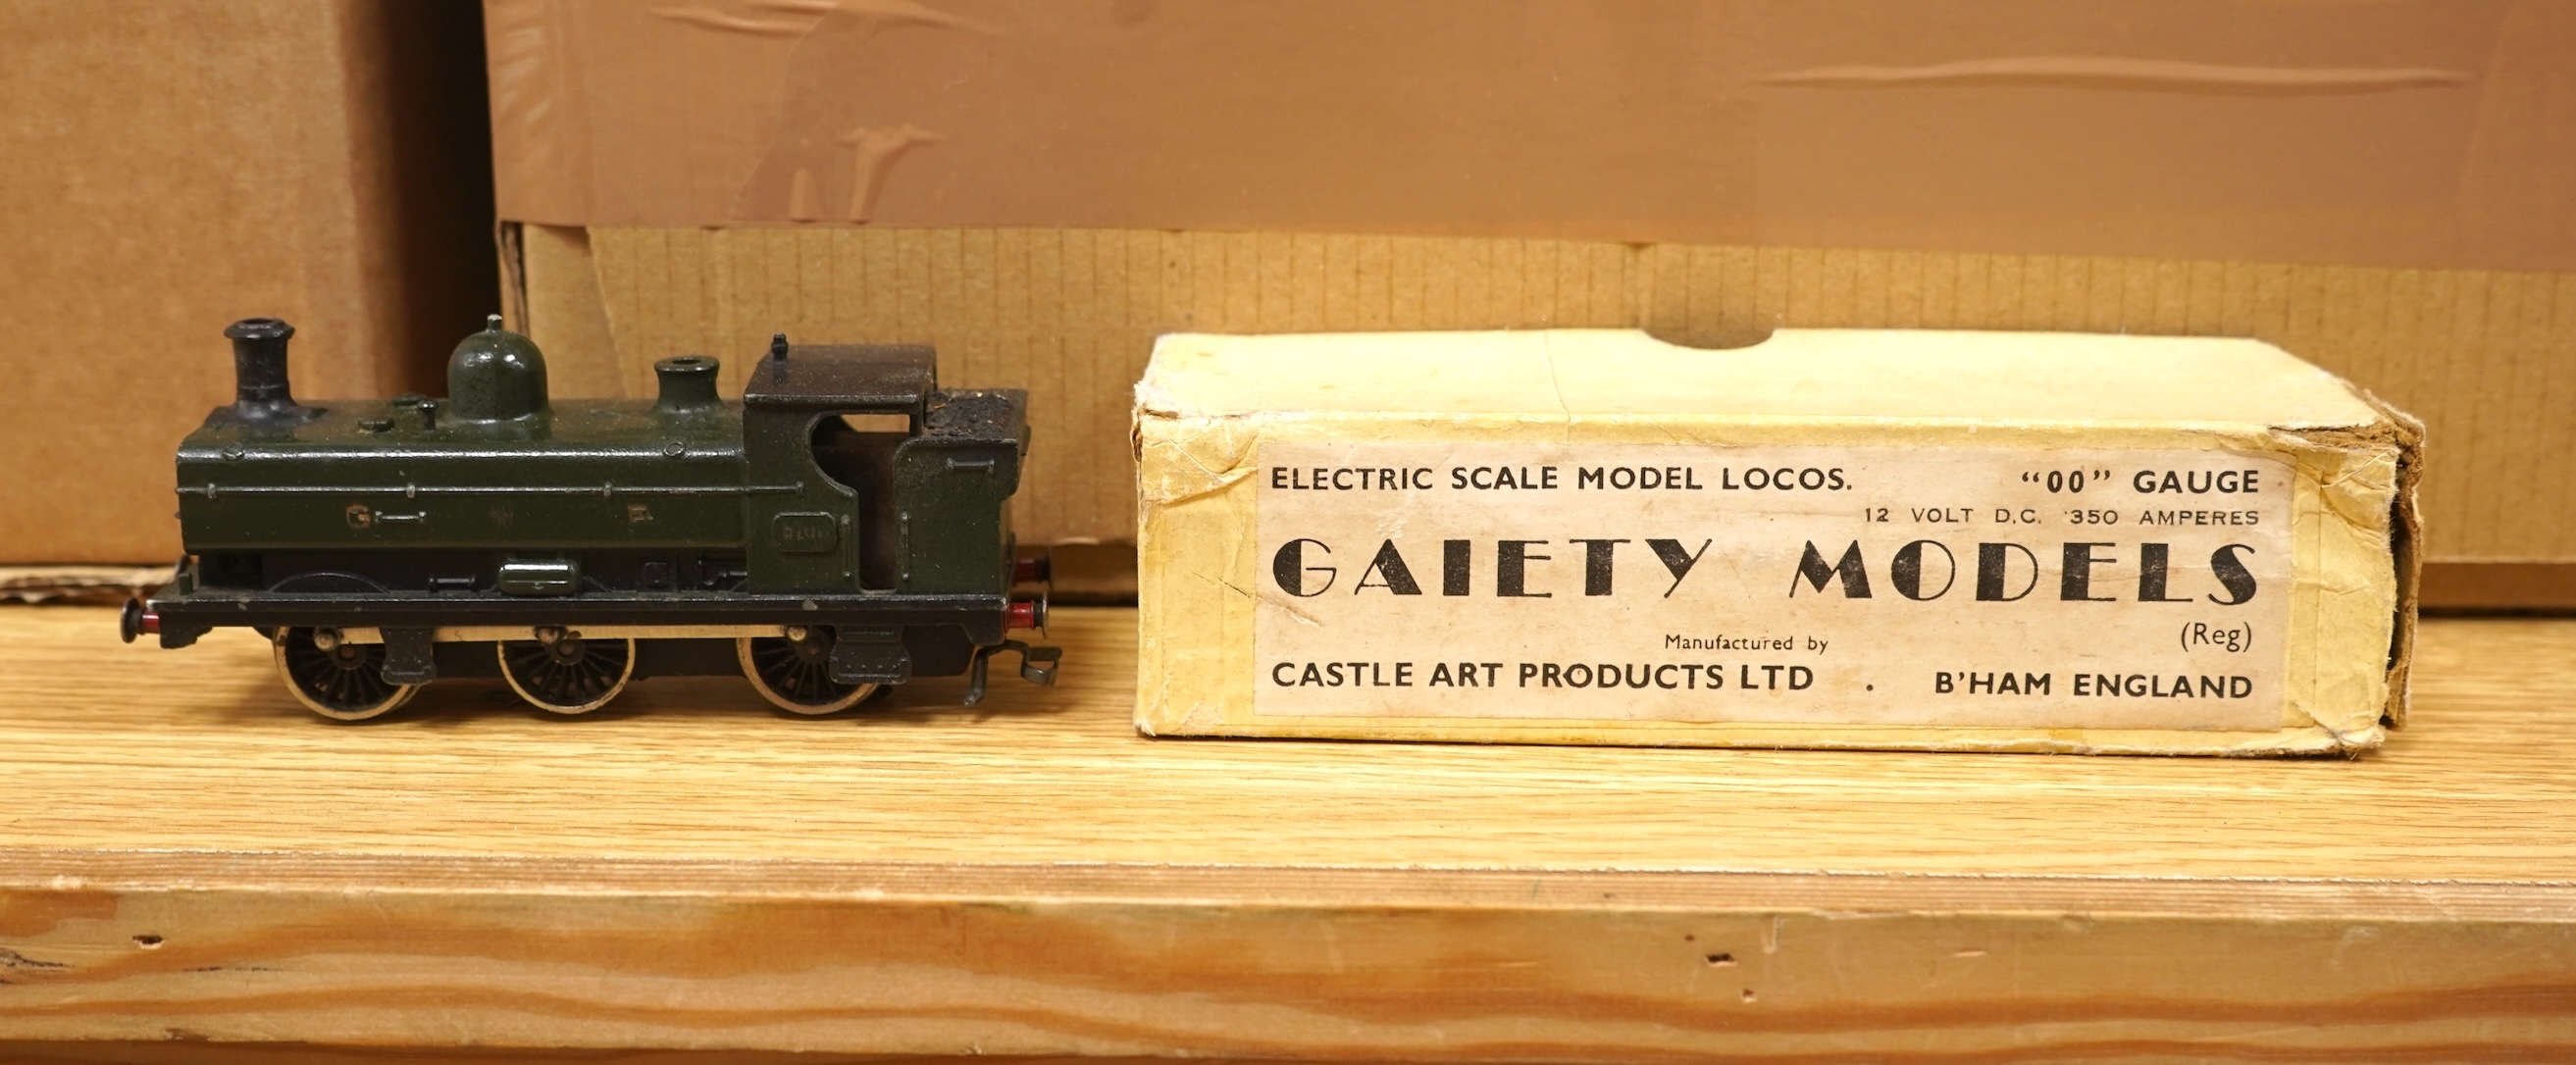 G W R
ELECTRIC SCALE MODEL LOCOS. “00” GAUGE
12 VOLT D.C. ·350 AMPERES
GAIETY MODELS
(Reg)
Manufactured by
CASTLE ART PRODUCTS LTD . B'HAM ENGLAND